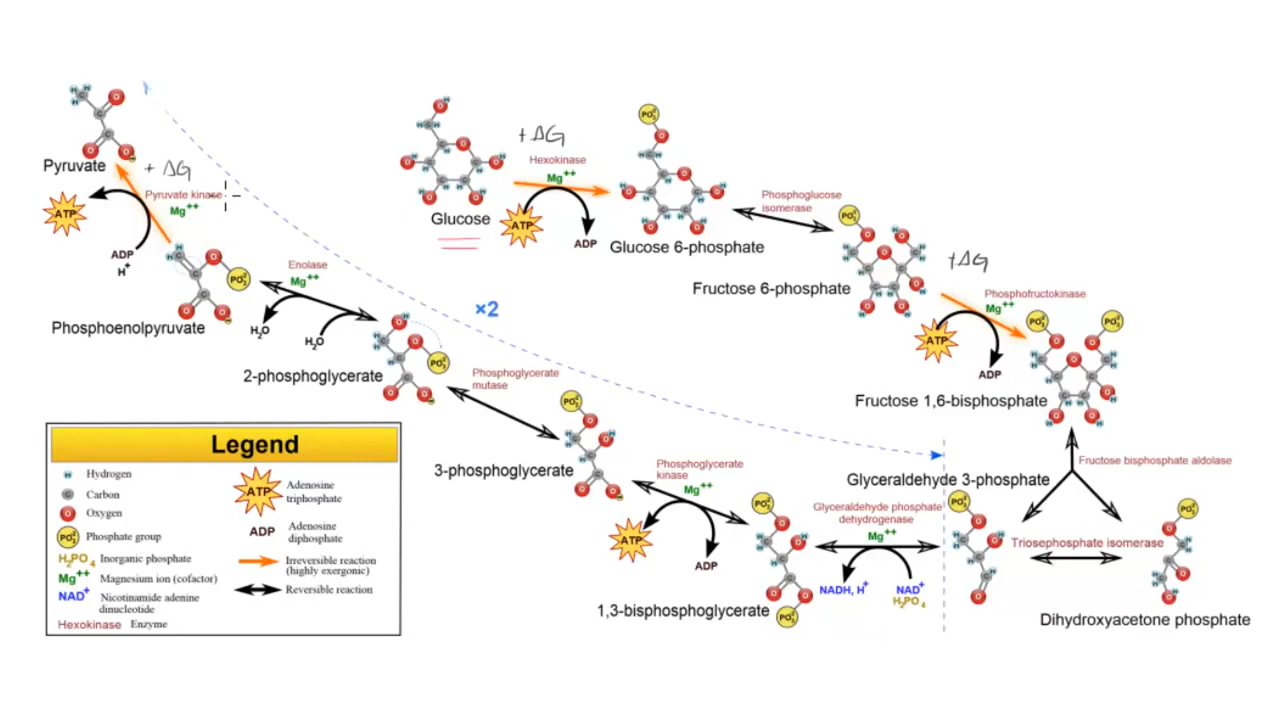 Glucose
+ ΔG
Hexokinase
Mg++
ATP
ADP
Glucose 6-phosphate
Phosphoglucose
isomerase
Fructose 6-phosphate
+ΔG
Phosphofructokinase
Mg++
ATP
ADP
Fructose 1,6-bisphosphate
Fructose bisphosphate aldolase
Glyceraldehyde 3-phosphate
Triosephosphate isomerase
Dihydroxyacetone phosphate
Glyceraldehyde phosphate
dehydrogenase
Mg++
NADH, H+
NAD+
H2PO4
1,3-bisphosphoglycerate
Phosphoglycerate
kinase
Mg++
ATP
ADP
3-phosphoglycerate
Phosphoglycerate
mutase
2-phosphoglycerate
×2
Enolase
Mg++
H2O
H2O
Phosphoenolpyruvate
+ ΔG
Pyruvate kinase
Mg++
ATP
ADP
H+
Pyruvate
Legend
H Hydrogen
C Carbon
O Oxygen
PO3 2- Phosphate group
H2PO4 Inorganic phosphate
Mg++ Magnesium ion (cofactor)
NAD+ Nicotinamide adenine
dinucleotide
Hexokinase Enzyme
ATP Adenosine
triphosphate
ADP Adenosine
diphosphate
Irreversible reaction
(highly exergonic)
Reversible reaction